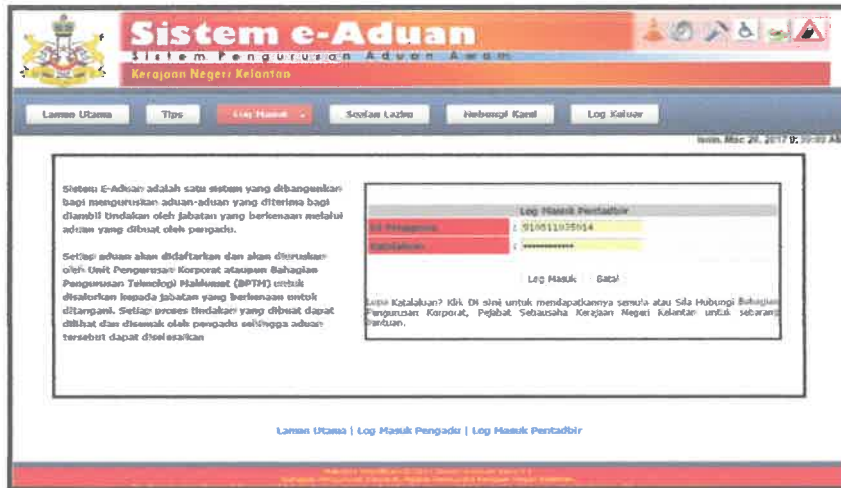 Sistem e-Aduan
Sistem Pengurusan Aduan Awam
Kerajaan Negeri Kelantan
Laman Utama
Tips
Log Masuk
Soalan Lazim
Hubungi Kami
Log Keluar
Isnin, Mac 20, 2017
Sistem E-Aduan adalah satu sistem yang dibangunkan
bagi menguruskan aduan-aduan yang diterima bagi
diambil tindakan oleh jabatan yang berkenaan melalui
aduan yang dibuat oleh pengadu.
Setiap aduan akan didaftarkan dan akan diuruskan
oleh Unit Pengurusan Korporat ataupun Bahagian
Pengurusan Teknologi Maklumat (BPTM) untuk
disalurkan kepada jabatan yang berkenaan untuk
ditangani. Setiap proses tindakan yang dibuat dapat
dilihat dan disemak oleh pengadu sehingga aduan
tersebut dapat diselesaikan
Log Masuk Pentadbir
ID Pengguna : 910511035014
Katalaluan : ************
Log Masuk Batal
Lupa Katalaluan? Klik Di sini untuk mendapatkannya semula atau Sila Hubungi Bahagian
Pengurusan Korporat, Pejabat Setiausaha Kerajaan Negeri Kelantan untuk sebarang
bantuan.
Laman Utama | Log Masuk Pengadu | Log Masuk Pentadbir